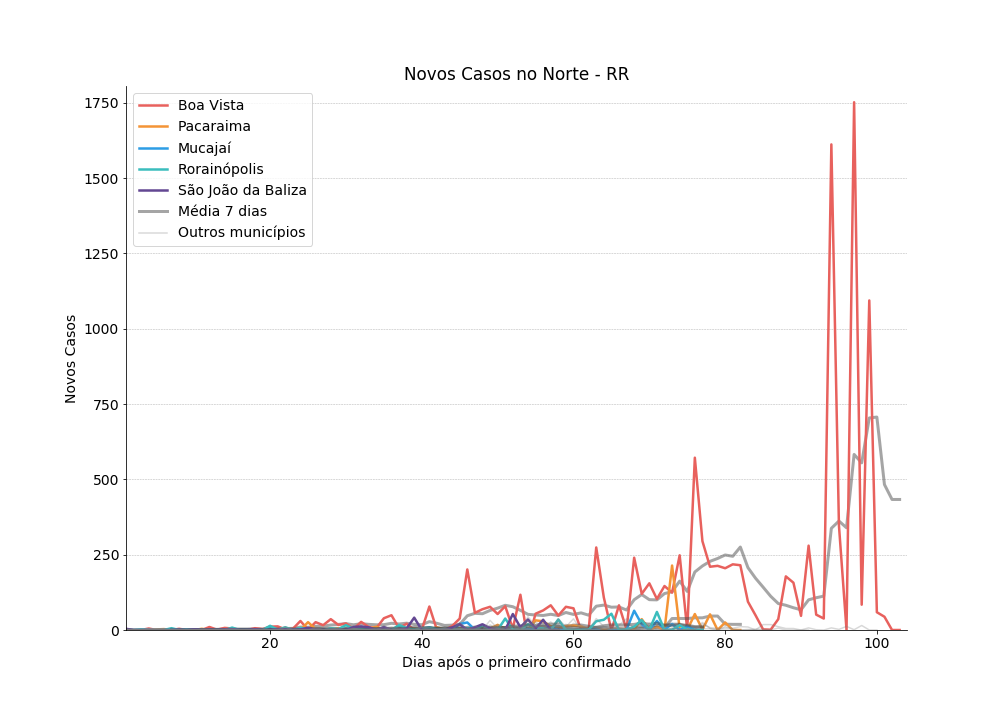 Novos Casos no Norte - RR
Boa Vista
Pacaraima
Mucajaí
Rorainópolis
São João da Baliza
Média 7 dias
Outros municípios
1750
1500
1250
1000
750
500
250
0
Novos Casos
20 40 60 80 100
Dias após o primeiro confirmado